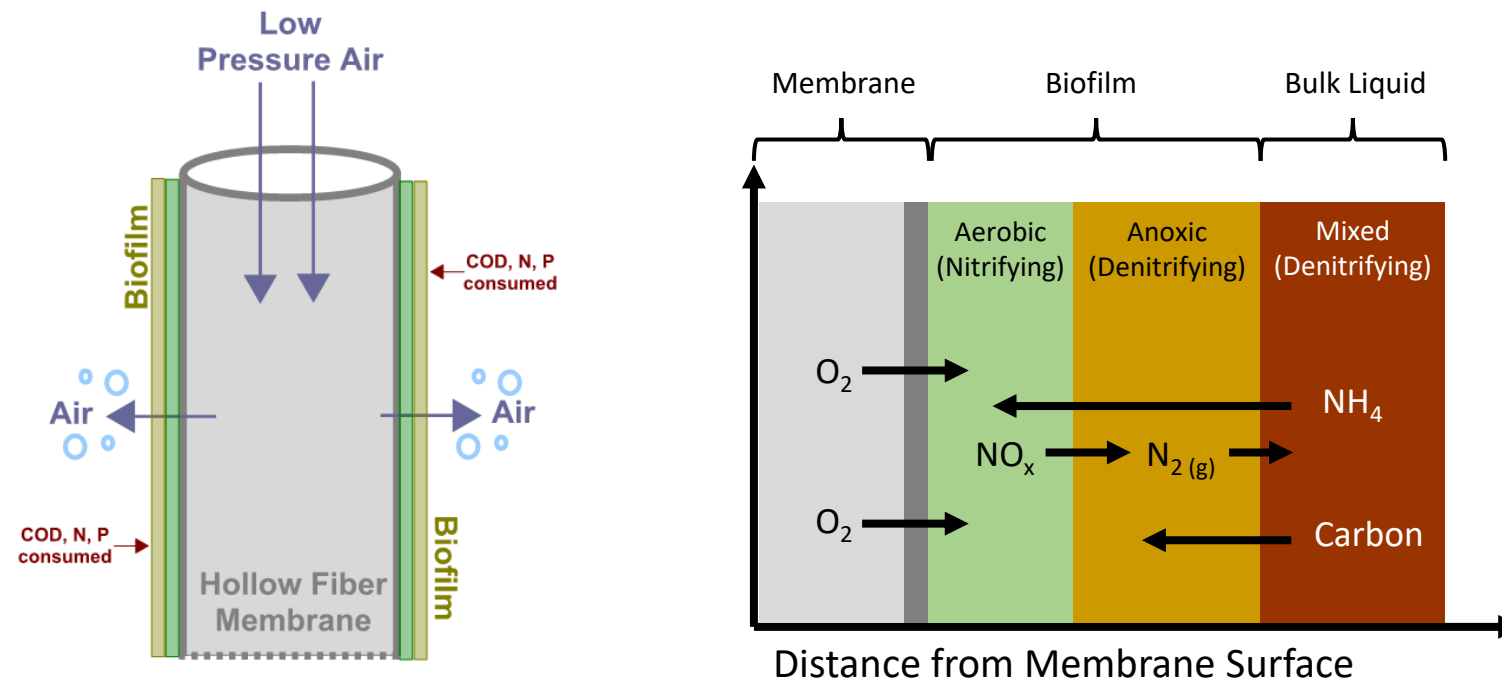 Low
Pressure Air
Biofilm
COD, N, P
consumed
Air
Air
COD, N, P
consumed
Biofilm
Hollow Fiber
Membrane
Membrane
Biofilm
Bulk Liquid
Aerobic
(Nitrifying)
Anoxic
(Denitrifying)
Mixed
(Denitrifying)
O₂
NH₄
NOₓ
N₂ (g)
O₂
Carbon
Distance from Membrane Surface